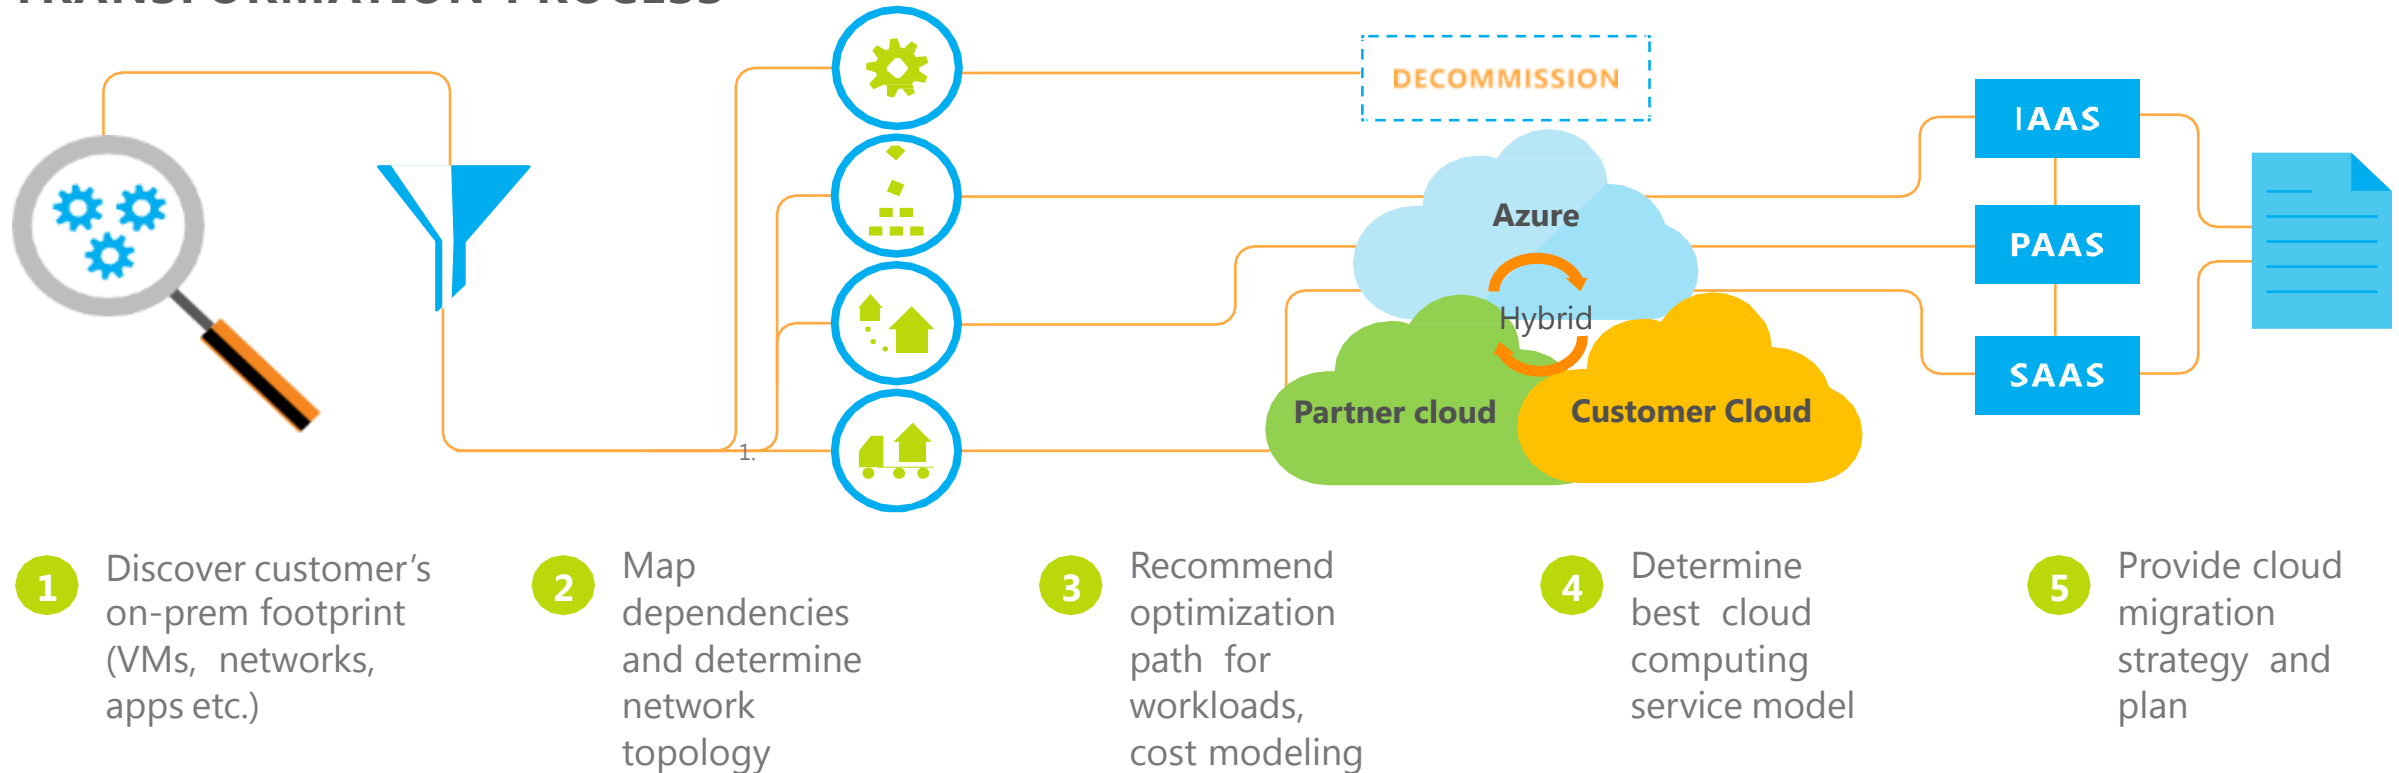 TRANSFORMATION PROCESS
DECOMMISSION
IAAS
Azure
PAAS
Hybrid
SAAS
Partner cloud
Customer Cloud
1.
1
Discover customer’s
on-prem footprint
(VMs, networks,
apps etc.)
2
Map
dependencies
and determine
network
topology
3
Recommend
optimization
path for
workloads,
cost modeling
4
Determine
best cloud
computing
service model
5
Provide cloud
migration
strategy and
plan